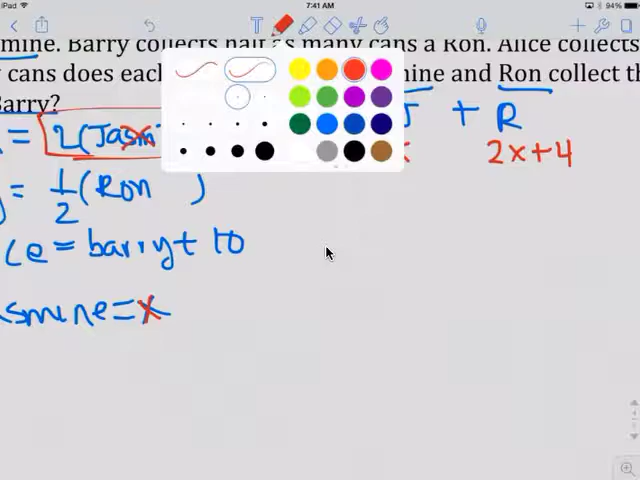 iPad 7:41 AM 94%
mine. Barry collects half as many cans a Ron. Alice collects
cans does each mine and Ron collect th
Barry? J + R
= 2(Jasm x 2x+4
= 1/2 (Ron )
ce = barry + 10
smine = x